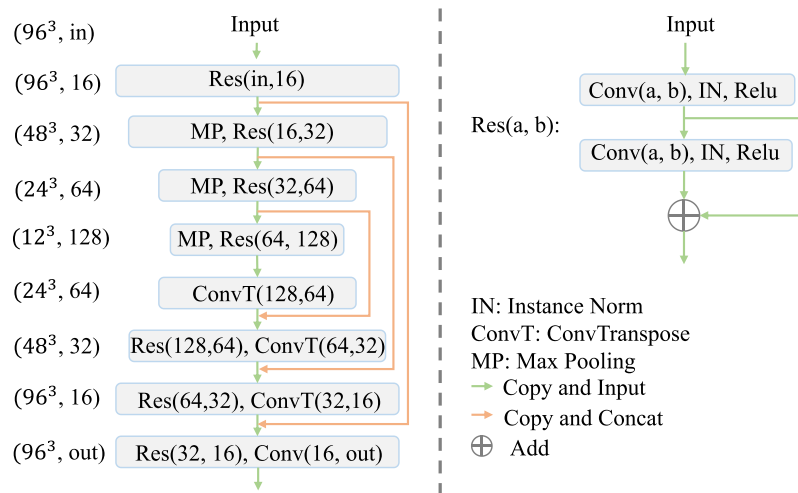 Input
(96³, in)
(96³, 16) Res(in,16)
(48³, 32) MP, Res(16,32)
(24³, 64) MP, Res(32,64)
(12³, 128) MP, Res(64, 128)
(24³, 64) ConvT(128,64)
(48³, 32) Res(128,64), ConvT(64,32)
(96³, 16) Res(64,32), ConvT(32,16)
(96³, out) Res(32, 16), Conv(16, out)
Input
Conv(a, b), IN, Relu
Res(a, b):
Conv(a, b), IN, Relu
IN: Instance Norm
ConvT: ConvTranspose
MP: Max Pooling
Copy and Input
Copy and Concat
Add